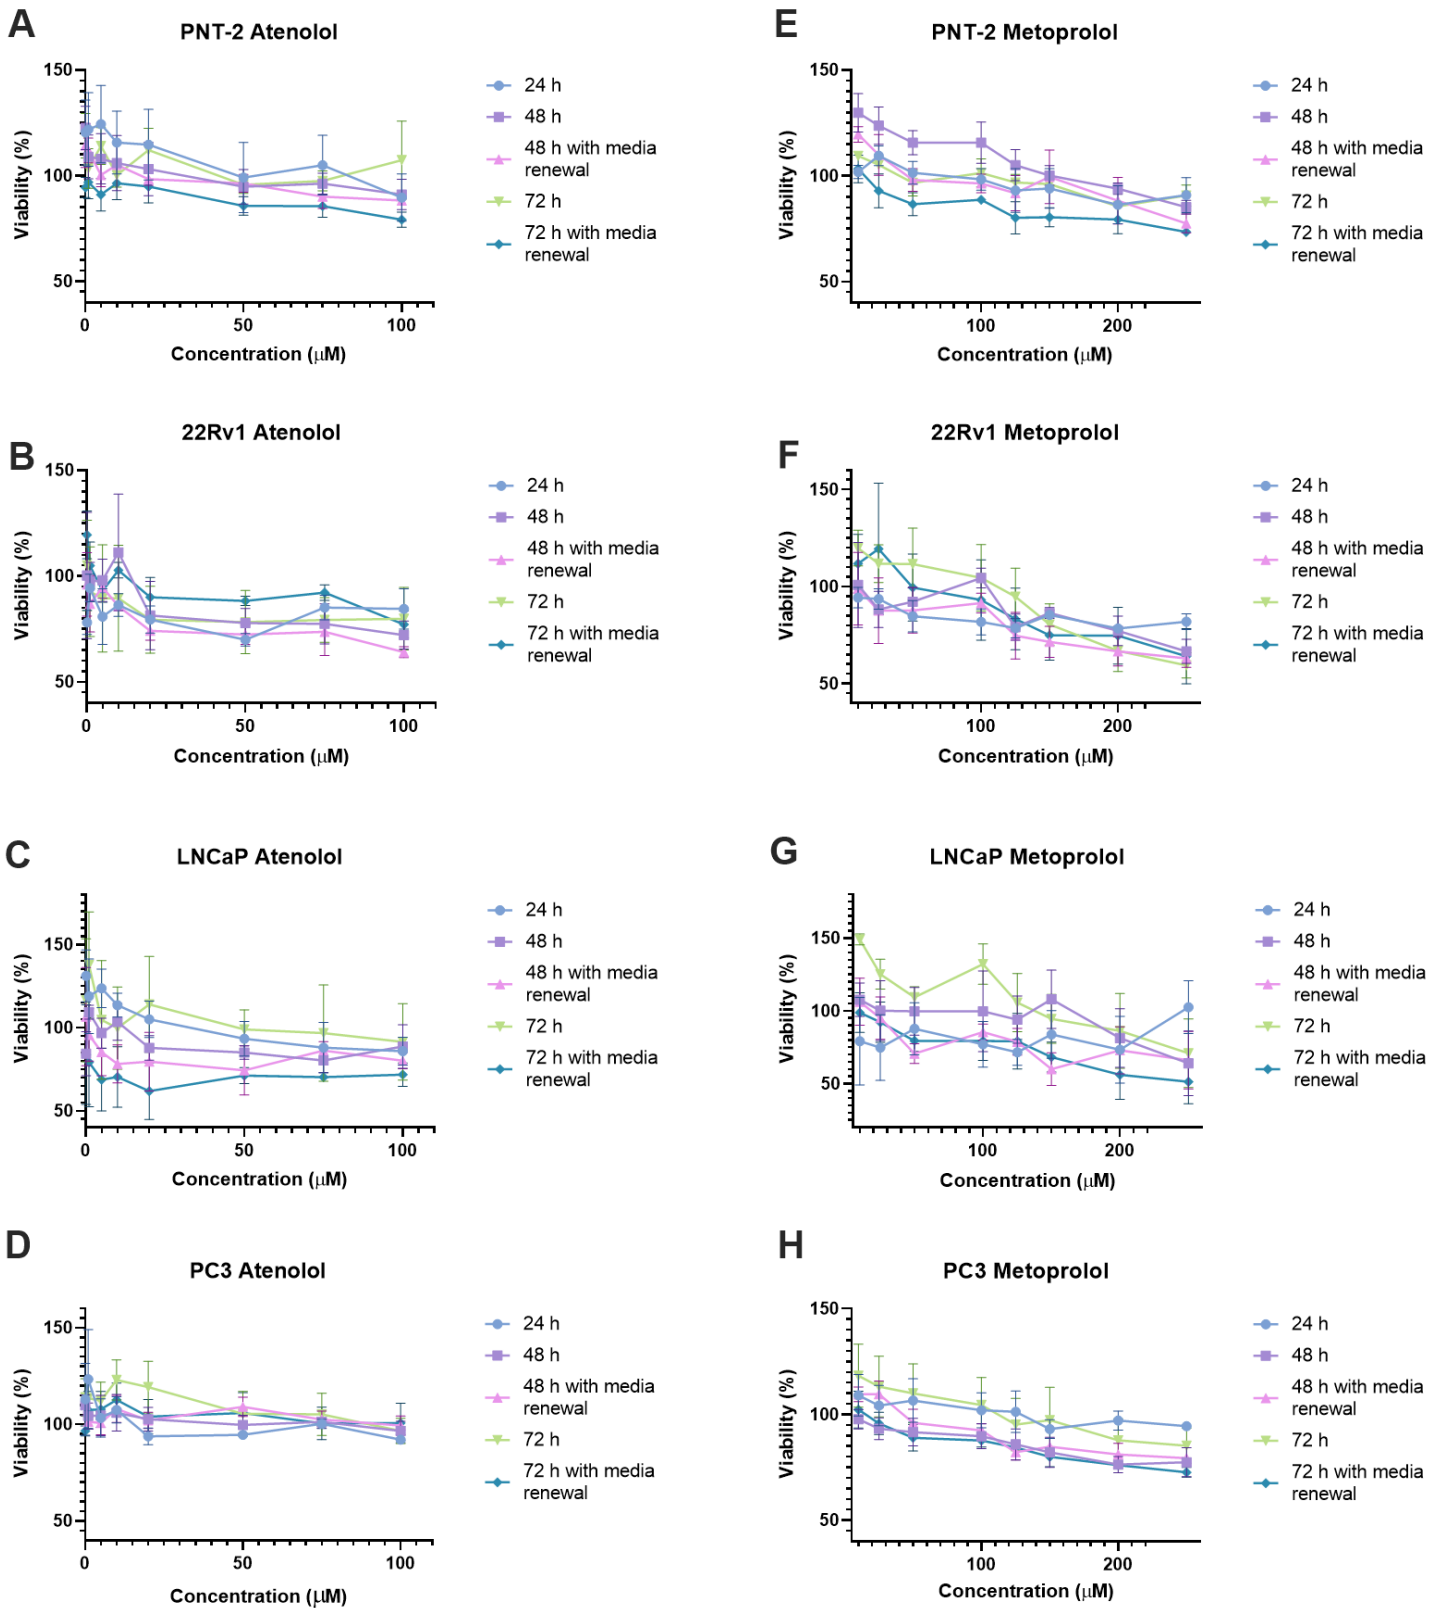 A
PNT-2 Atenolol
150
100
50
0
50
100
Viability (%)
Concentration (μM)
24 h
48 h
48 h with media
renewal
72 h
72 h with media
renewal
E
PNT-2 Metoprolol
150
100
50
100
200
Viability (%)
Concentration (μM)
24 h
48 h
48 h with media
renewal
72 h
72 h with media
renewal
B
22Rv1 Atenolol
150
100
50
0
50
100
Viability (%)
Concentration (μM)
24 h
48 h
48 h with media
renewal
72 h
72 h with media
renewal
F
22Rv1 Metoprolol
150
100
50
100
200
Viability (%)
Concentration (μM)
24 h
48 h
48 h with media
renewal
72 h
72 h with media
renewal
C
LNCaP Atenolol
150
100
50
0
50
100
Viability (%)
Concentration (μM)
24 h
48 h
48 h with media
renewal
72 h
72 h with media
renewal
G
LNCaP Metoprolol
150
100
50
100
200
Viability (%)
Concentration (μM)
24 h
48 h
48 h with media
renewal
72 h
72 h with media
renewal
D
PC3 Atenolol
150
100
50
0
50
100
Viability (%)
Concentration (μM)
24 h
48 h
48 h with media
renewal
72 h
72 h with media
renewal
H
PC3 Metoprolol
150
100
50
100
200
Viability (%)
Concentration (μM)
24 h
48 h
48 h with media
renewal
72 h
72 h with media
renewal